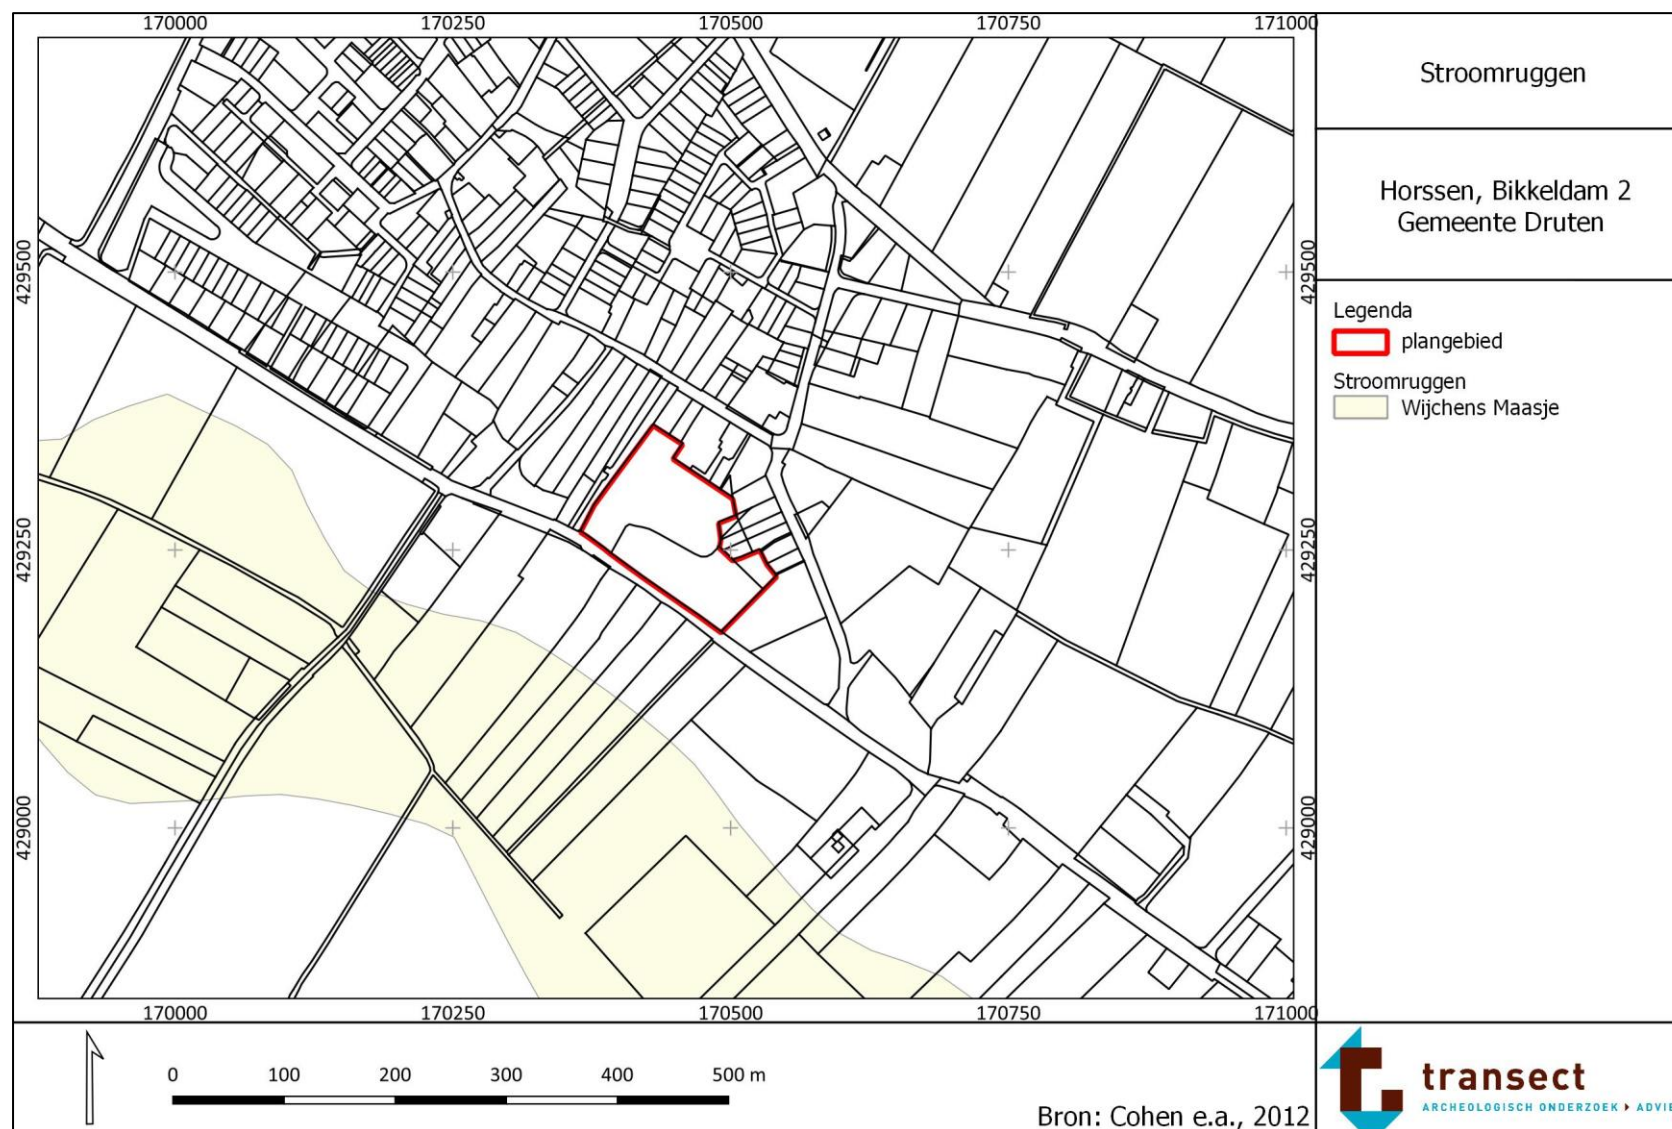 170000 170250 170500 170750 171000
429500 429500
429250 429250
429000 429000
170000 170250 170500 170750 171000
Stroomruggen
Horssen, Bikkeldam 2
Gemeente Druten
Legenda
plangebied
Stroomruggen
Wijchens Maasje
0 100 200 300 400 500 m
Bron: Cohen e.a., 2012
transect
ARCHEOLOGISCH ONDERZOEK ADVIE